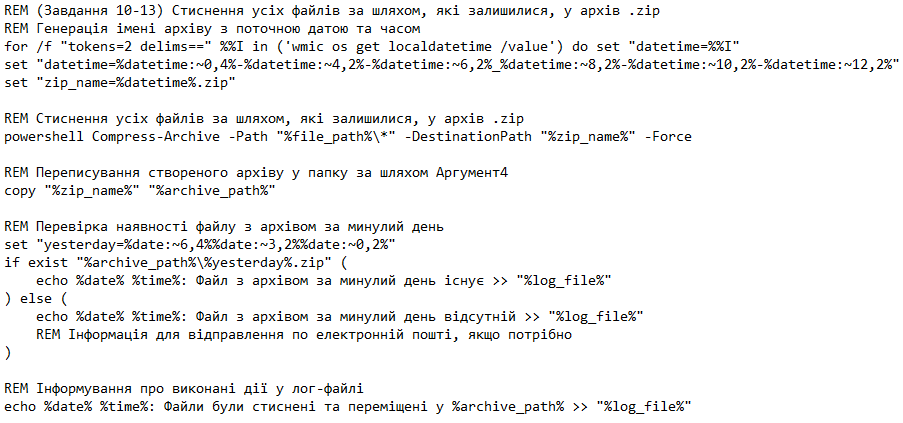 REM (Завдання 10-13) Стиснення усіх файлів за шляхом, які залишилися, у архів .zip
REM Генерація імені архіву з поточною датою та часом
for /f "tokens=2 delims==" %%I in ('wmic os get localdatetime /value') do set "datetime=%%I"
set "datetime=%datetime:~0,4%-%datetime:~4,2%-%datetime:~6,2%_%datetime:~8,2%-%datetime:~10,2%-%datetime:~12,2%"
set "zip_name=%datetime%.zip"
REM Стиснення усіх файлів за шляхом, які залишилися, у архів .zip
powershell Compress-Archive -Path "%file_path%\*" -DestinationPath "%zip_name%" -Force
REM Переписування створеного архіву у папку за шляхом Аргумент4
copy "%zip_name%" "%archive_path%"
REM Перевірка наявності файлу з архівом за минулий день
set "yesterday=%date:~6,4%%date:~3,2%%date:~0,2%"
if exist "%archive_path%\%yesterday%.zip" (
    echo %date% %time%: Файл з архівом за минулий день існує >> "%log_file%"
) else (
    echo %date% %time%: Файл з архівом за минулий день відсутній >> "%log_file%"
    REM Інформація для відправлення по електронній пошті, якщо потрібно
)
REM Інформування про виконані дії у лог-файлі
echo %date% %time%: Файли були стиснені та переміщені у %archive_path% >> "%log_file%"